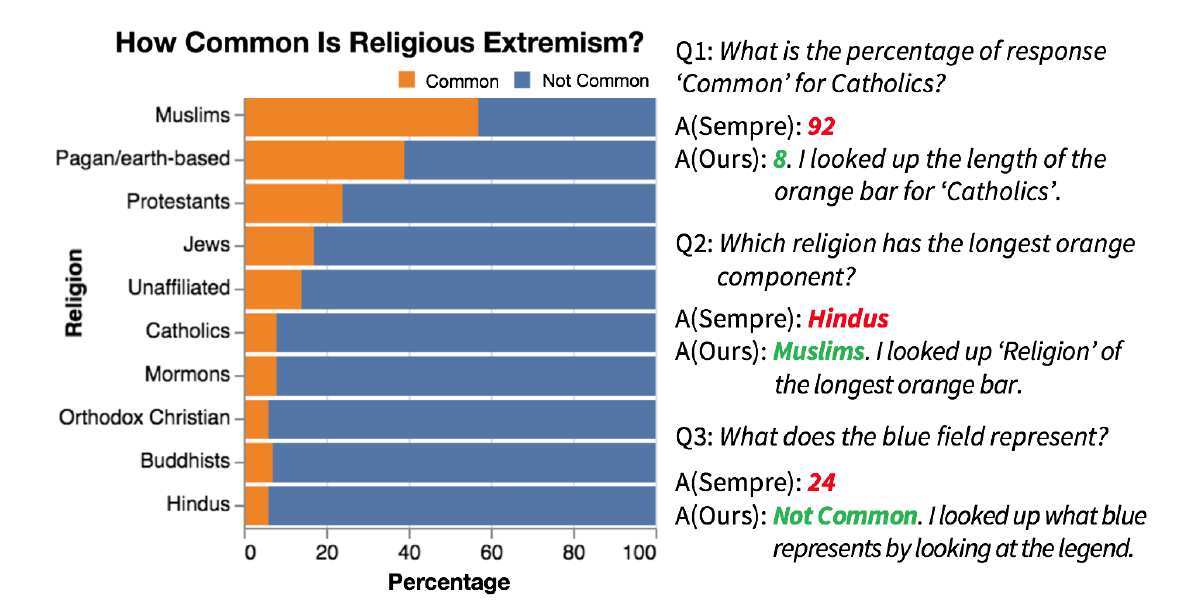 How Common Is Religious Extremism?
Common
Not Common
Religion
Muslims
Pagan/earth-based
Protestants
Jews
Unaffiliated
Catholics
Mormons
Orthodox Christian
Buddhists
Hindus
0 20 40 60 80 100
Percentage
Q1: What is the percentage of response
‘Common’ for Catholics?
A(Sempre): 92
A(Ours): 8. I looked up the length of the
orange bar for ‘Catholics’.
Q2: Which religion has the longest orange
component?
A(Sempre): Hindus
A(Ours): Muslims. I looked up ‘Religion’ of
the longest orange bar.
Q3: What does the blue field represent?
A(Sempre): 24
A(Ours): Not Common. I looked up what blue
represents by looking at the legend.